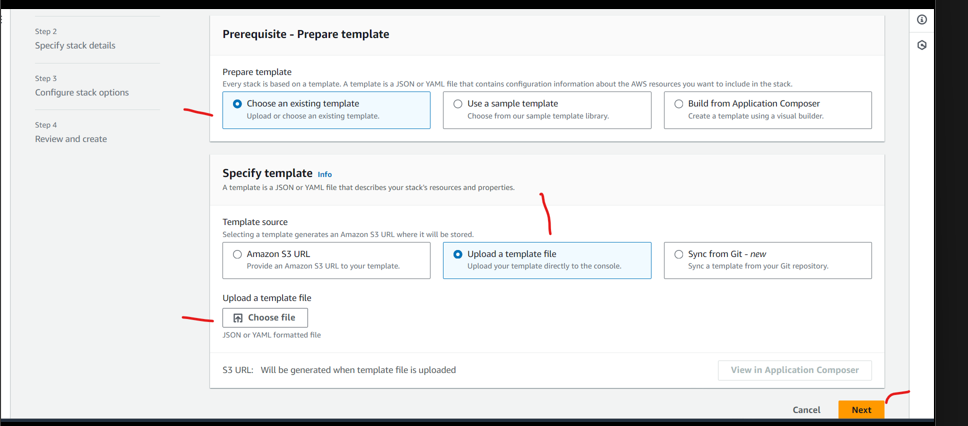 Step 2
Specify stack details
Step 3
Configure stack options
Step 4
Review and create
Prerequisite - Prepare template
Prepare template
Every stack is based on a template. A template is a JSON or YAML file that contains configuration information about the AWS resources you want to include in the stack.
Choose an existing template
Upload or choose an existing template.
Use a sample template
Choose from our sample template library.
Build from Application Composer
Create a template using a visual builder.
Specify template Info
A template is a JSON or YAML file that describes your stack's resources and properties.
Template source
Selecting a template generates an Amazon S3 URL where it will be stored.
Amazon S3 URL
Provide an Amazon S3 URL to your template.
Upload a template file
Upload your template directly to the console.
Sync from Git - new
Sync a template from your Git repository.
Upload a template file
Choose file
JSON or YAML formatted file
S3 URL: Will be generated when template file is uploaded
View in Application Composer
Cancel
Next